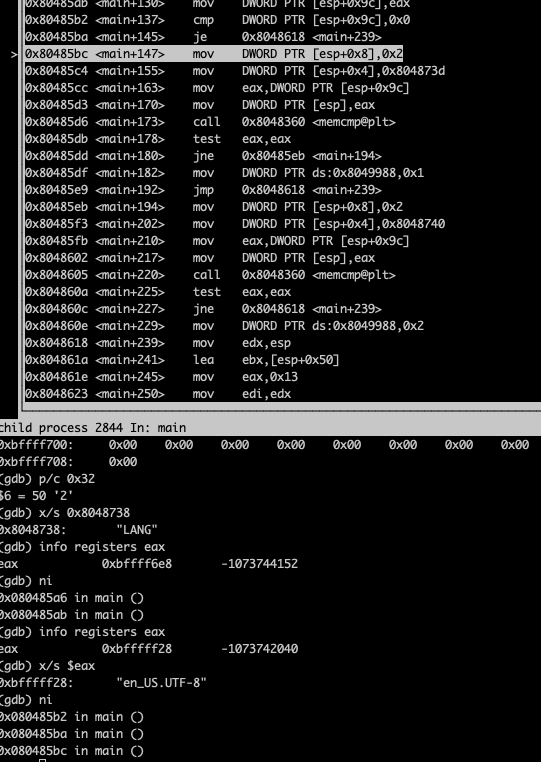 0x80485ab <main+130> mov DWORD PTR [esp+0x9c],eax
0x80485b2 <main+137> cmp DWORD PTR [esp+0x9c],0x0
0x80485ba <main+145> je 0x8048618 <main+239>
> 0x80485bc <main+147> mov DWORD PTR [esp+0x8],0x2
0x80485c4 <main+155> mov DWORD PTR [esp+0x4],0x804873d
0x80485cc <main+163> mov eax,DWORD PTR [esp+0x9c]
0x80485d3 <main+170> mov DWORD PTR [esp],eax
0x80485d6 <main+173> call 0x8048360 <memcmp@plt>
0x80485db <main+178> test eax,eax
0x80485dd <main+180> jne 0x80485eb <main+194>
0x80485df <main+182> mov DWORD PTR ds:0x8049988,0x1
0x80485e9 <main+192> jmp 0x8048618 <main+239>
0x80485eb <main+194> mov DWORD PTR [esp+0x8],0x2
0x80485f3 <main+202> mov DWORD PTR [esp+0x4],0x8048740
0x80485fb <main+210> mov eax,DWORD PTR [esp+0x9c]
0x8048602 <main+217> mov DWORD PTR [esp],eax
0x8048605 <main+220> call 0x8048360 <memcmp@plt>
0x804860a <main+225> test eax,eax
0x804860c <main+227> jne 0x8048618 <main+239>
0x804860e <main+229> mov DWORD PTR ds:0x8049988,0x2
0x8048618 <main+239> mov edx,esp
0x804861a <main+241> lea ebx,[esp+0x50]
0x804861e <main+245> mov eax,0x13
0x8048623 <main+250> mov edi,edx
child process 2844 In: main
0xbffff700: 0x00 0x00 0x00 0x00 0x00 0x00 0x00 0x00
0xbffff708: 0x00
(gdb) p/c 0x32
$6 = 50 '2'
(gdb) x/s 0x8048738
0x8048738: "LANG"
(gdb) info registers eax
eax 0xbffff6e8 -1073744152
(gdb) ni
0x080485a6 in main ()
0x080485ab in main ()
(gdb) info registers eax
eax 0xbfffff28 -1073742040
(gdb) x/s $eax
0xbfffff28: "en_US.UTF-8"
(gdb) ni
0x080485b2 in main ()
0x080485ba in main ()
0x080485bc in main ()